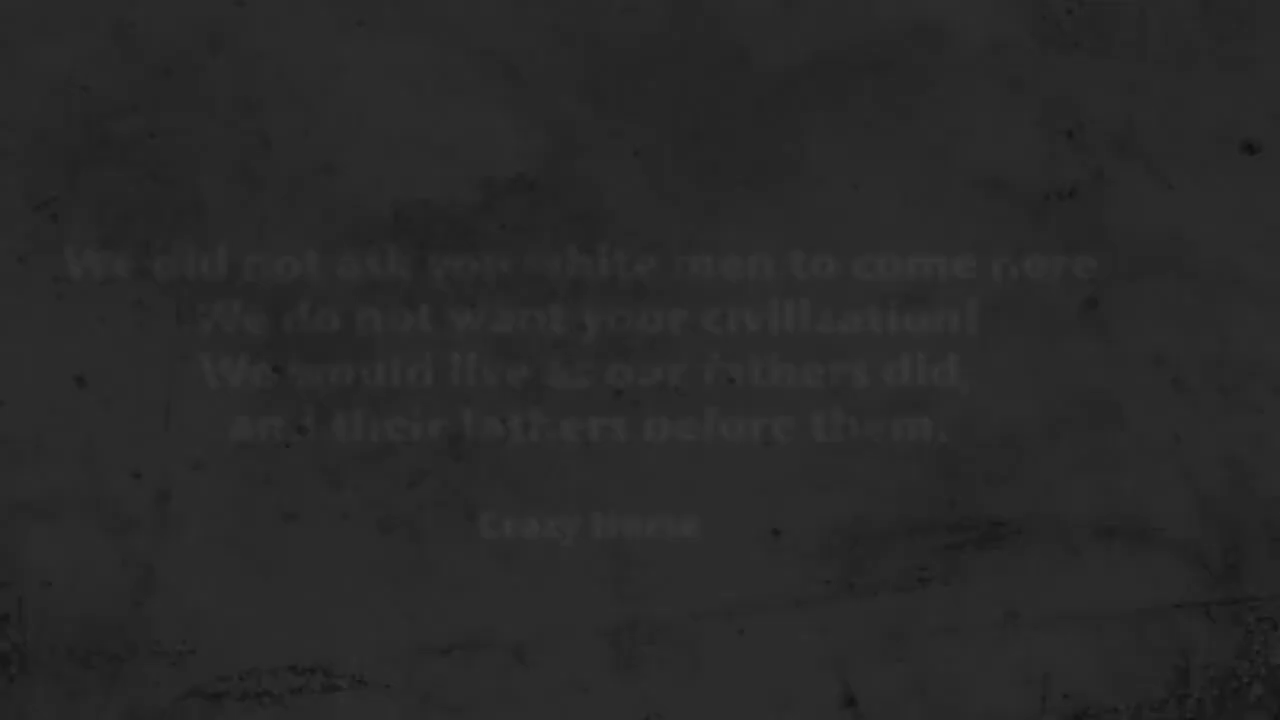 We did not ask you white men to come here
We do not want your civilization!
We would live as our fathers did,
and their fathers before them.
Crazy Horse